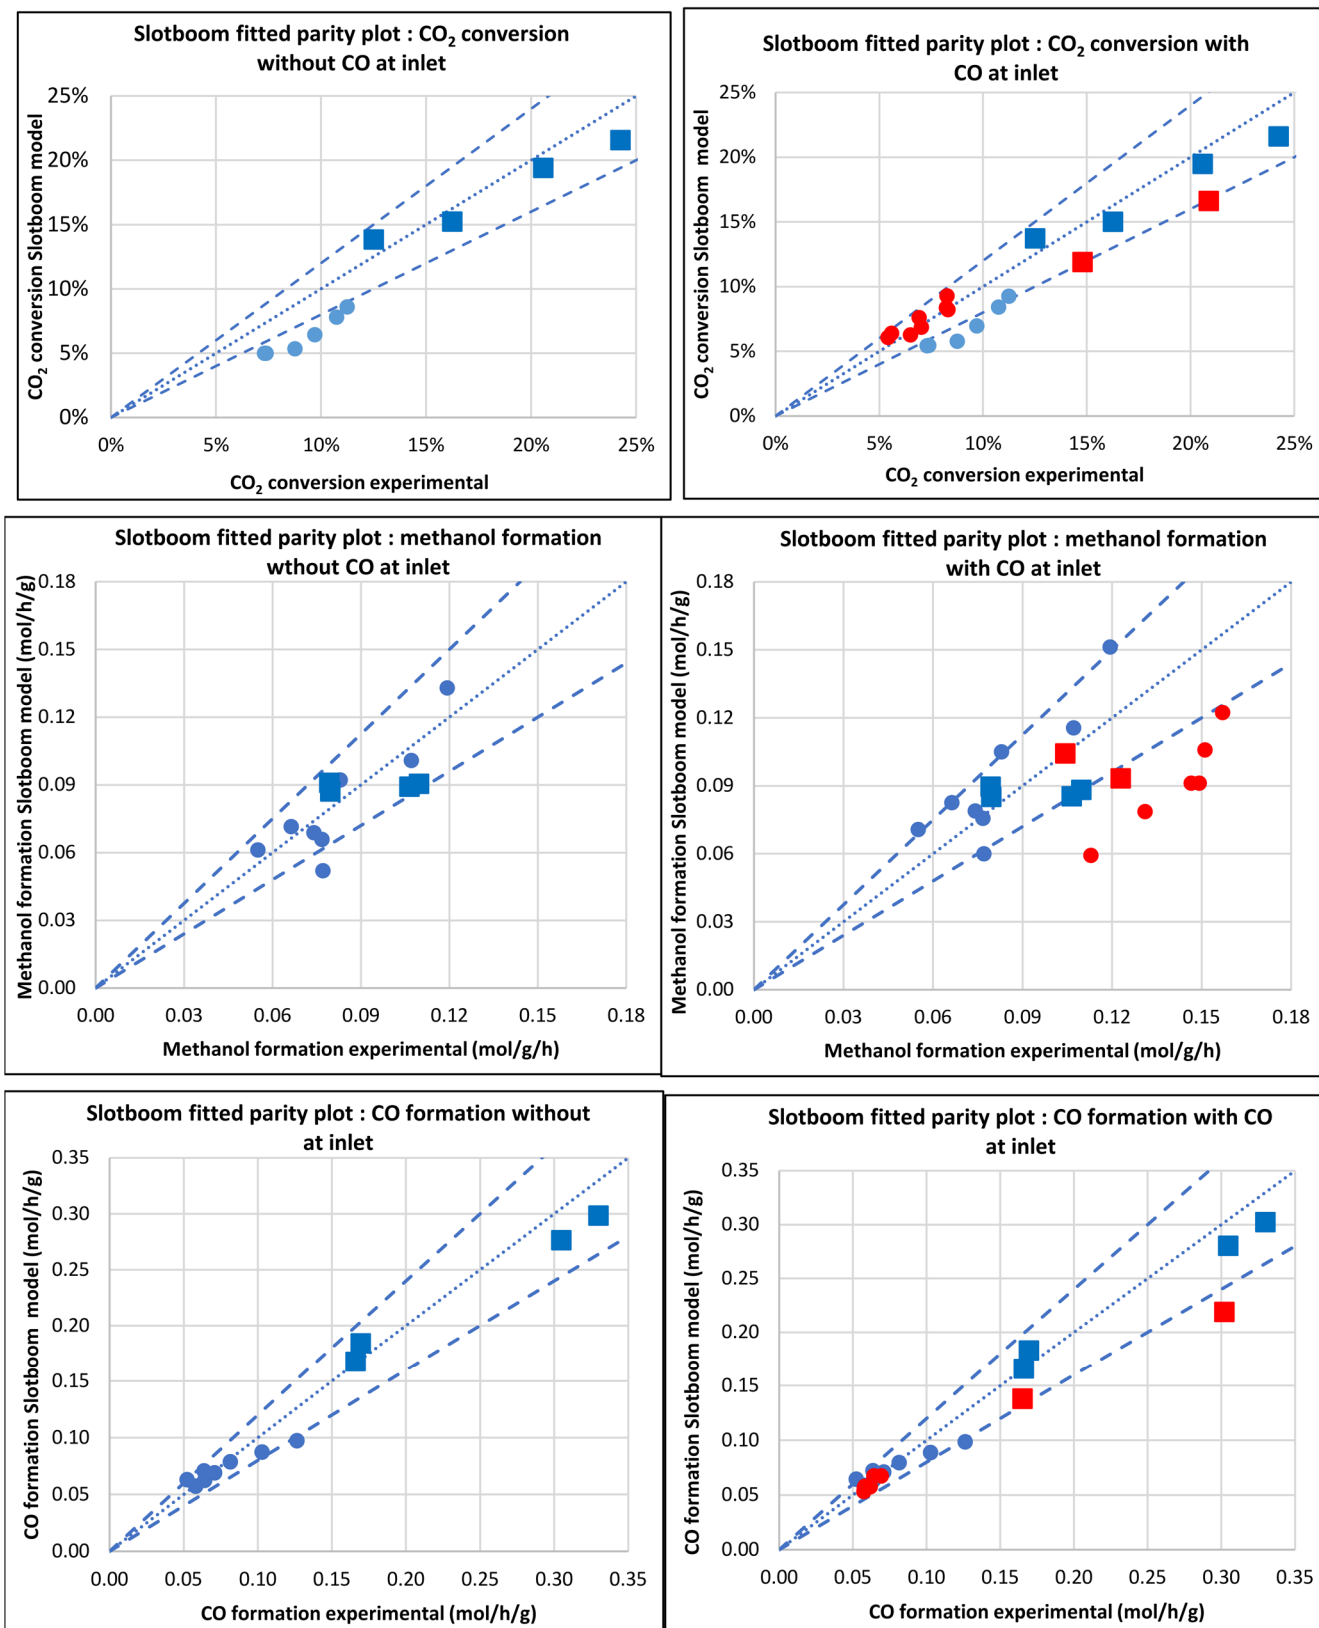 Slotboom fitted parity plot : CO₂ conversion
without CO at inlet
CO₂ conversion Slotboom model
25%
20%
15%
10%
5%
0%
0% 5% 10% 15% 20% 25%
CO₂ conversion experimental
Slotboom fitted parity plot : CO₂ conversion with
CO at inlet
CO₂ conversion Slotboom model
25%
20%
15%
10%
5%
0%
0% 5% 10% 15% 20% 25%
CO₂ conversion experimental
Slotboom fitted parity plot : methanol formation
wthout CO at inlet
Methanol formation Slotboom model (mol/h/g)
0.18
0.15
0.12
0.09
0.06
0.03
0.00
0.00 0.03 0.06 0.09 0.12 0.15 0.18
Methanol formation experimental (mol/g/h)
Slotboom fitted parity plot : methanol formation
with CO at inlet
Methanol formation Slotboom model (mol/h/g)
0.18
0.15
0.12
0.09
0.06
0.03
0.00
0.00 0.03 0.06 0.09 0.12 0.15 0.18
Methanol formation experimental (mol/g/h)
Slotboom fitted parity plot : CO formation without
at inlet
CO formation Slotboom model (mol/h/g)
0.35
0.30
0.25
0.20
0.15
0.10
0.05
0.00
0.00 0.05 0.10 0.15 0.20 0.25 0.30 0.35
CO formation experimental (mol/h/g)
Slotboom fitted parity plot : CO formation with CO
at inlet
CO formation Slotboom model (mol/h/g)
0.35
0.30
0.25
0.20
0.15
0.10
0.05
0.00
0.00 0.05 0.10 0.15 0.20 0.25 0.30 0.35
CO formation experimental (mol/h/g)